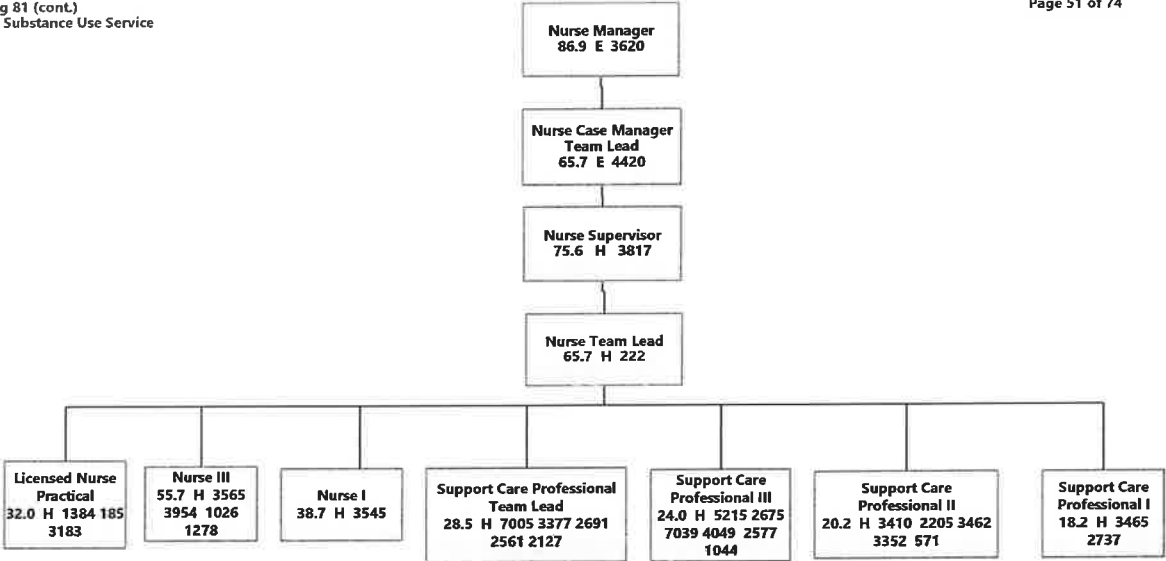 g 81 (cont.)
Substance Use Service
Page 51 of 74
Nurse Manager
86.9 E 3620
Nurse Case Manager
Team Lead
65.7 E 4420
Nurse Supervisor
75.6 H 3817
Nurse Team Lead
65.7 H 222
Licensed Nurse
Practical
32.0 H 1384 185
3183
Nurse III
55.7 H 3565
3954 1026
1278
Nurse I
38.7 H 3545
Support Care Professional
Team Lead
28.5 H 7005 3377 2691
2561 2127
Support Care
Professional III
24.0 H 5215 2675
7039 4049 2577
1044
Support Care
Professional II
20.2 H 3410 2205 3462
3352 571
Support Care
Professional I
18.2 H 3465
2737